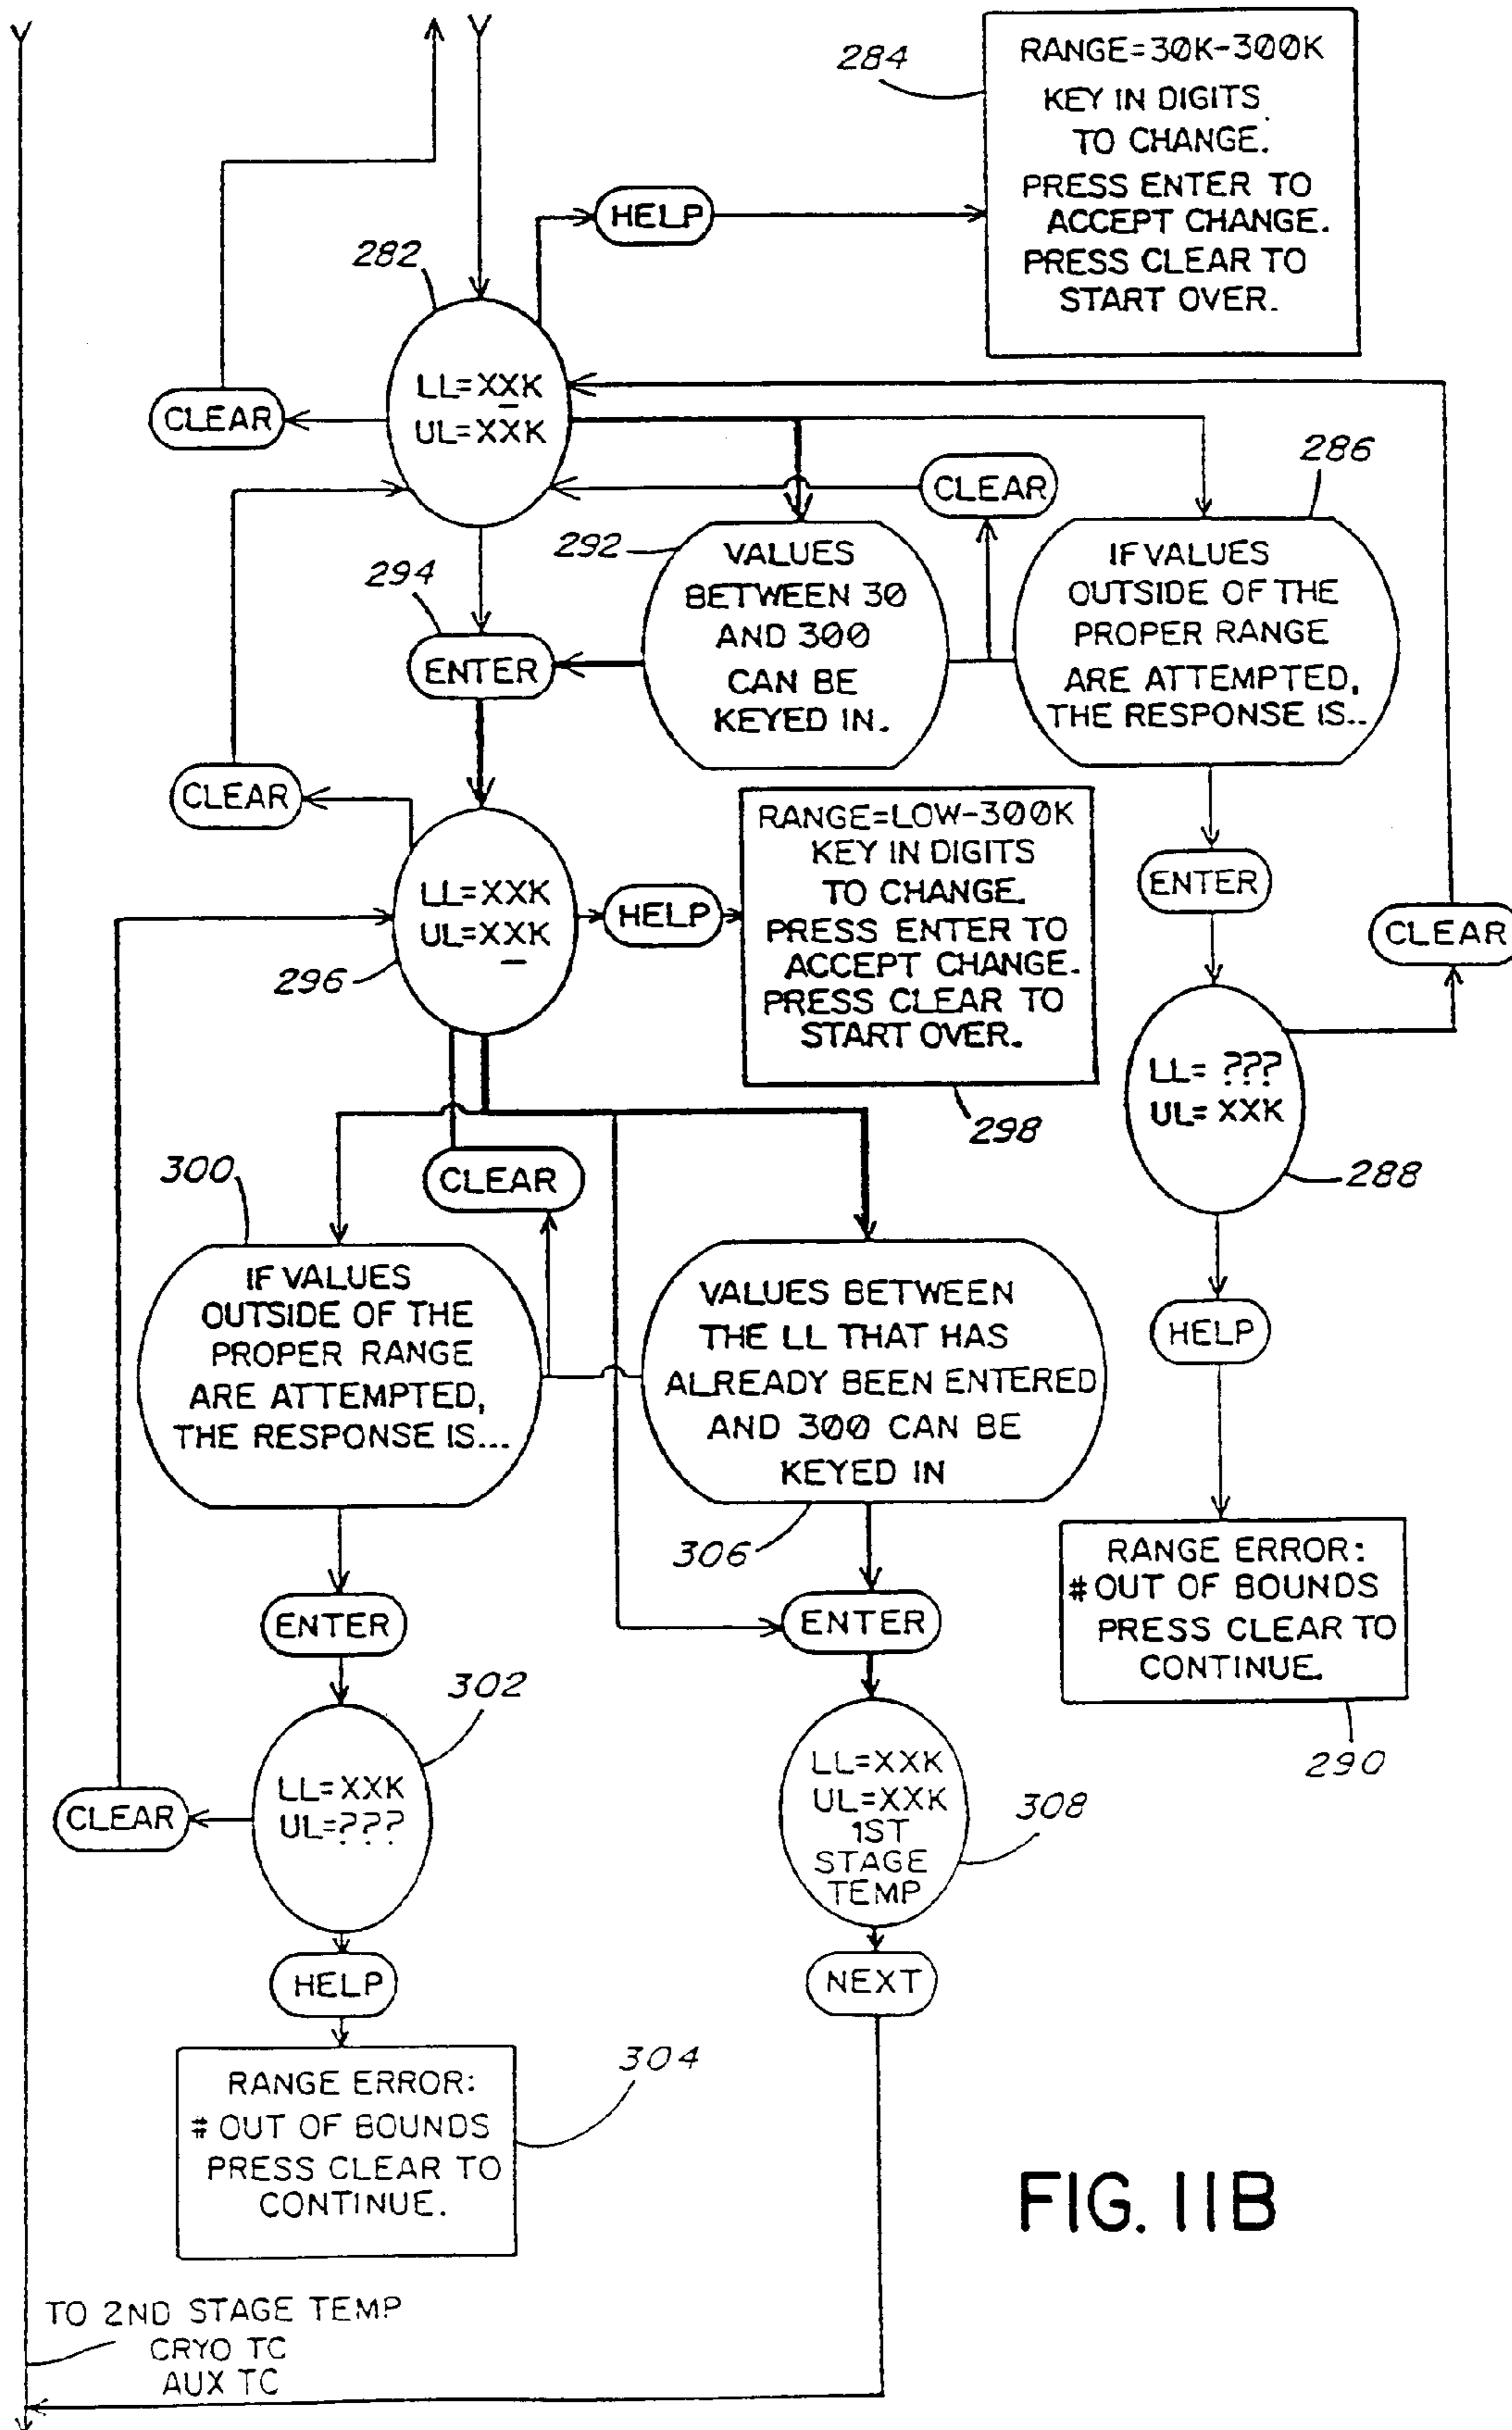 284
RANGE=30K-300K
KEY IN DIGITS
TO CHANGE.
PRESS ENTER TO
ACCEPT CHANGE.
PRESS CLEAR TO
START OVER.
HELP
282
LL=XXK
UL=XXK
CLEAR
CLEAR
286
292
VALUES
BETWEEN 30
AND 300
CAN BE
KEYED IN.
IF VALUES
OUTSIDE OF THE
PROPER RANGE
ARE ATTEMPTED,
THE RESPONSE IS..
294
ENTER
CLEAR
RANGE=LOW-300K
KEY IN DIGITS
TO CHANGE.
PRESS ENTER TO
ACCEPT CHANGE.
PRESS CLEAR TO
START OVER.
ENTER
LL=XXK
UL=XXK
HELP
CLEAR
296
298
LL= ???
UL= XXK
288
300
CLEAR
IF VALUES
OUTSIDE OF THE
PROPER RANGE
ARE ATTEMPTED,
THE RESPONSE IS...
VALUES BETWEEN
THE LL THAT HAS
ALREADY BEEN ENTERED
AND 300 CAN BE
KEYED IN
HELP
306
RANGE ERROR:
# OUT OF BOUNDS
PRESS CLEAR TO
CONTINUE.
290
ENTER
ENTER
302
LL=XXK
UL=???
CLEAR
LL=XXK
UL=XXK
1ST
STAGE
TEMP
308
HELP
NEXT
304
RANGE ERROR:
# OUT OF BOUNDS
PRESS CLEAR TO
CONTINUE.
FIG. 11B
TO 2ND STAGE TEMP
CRYO TC
AUX TC